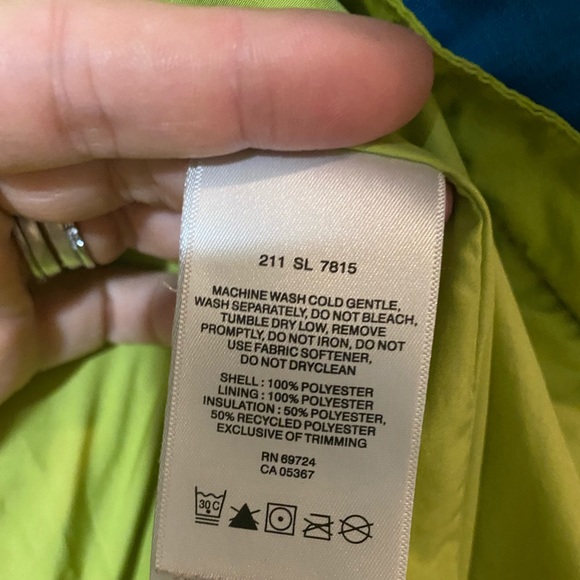 211 SL 7815
MACHINE WASH COLD GENTLE,
WASH SEPARATELY, DO NOT BLEACH,
TUMBLE DRY LOW, REMOVE
PROMPTLY, DO NOT IRON, DO NOT
USE FABRIC SOFTENER,
DO NOT DRYCLEAN
SHELL : 100% POLYESTER
LINING : 100% POLYESTER
INSULATION : 50% POLYESTER,
50% RECYCLED POLYESTER
EXCLUSIVE OF TRIMMING
RN 69724
CA 05367
30C